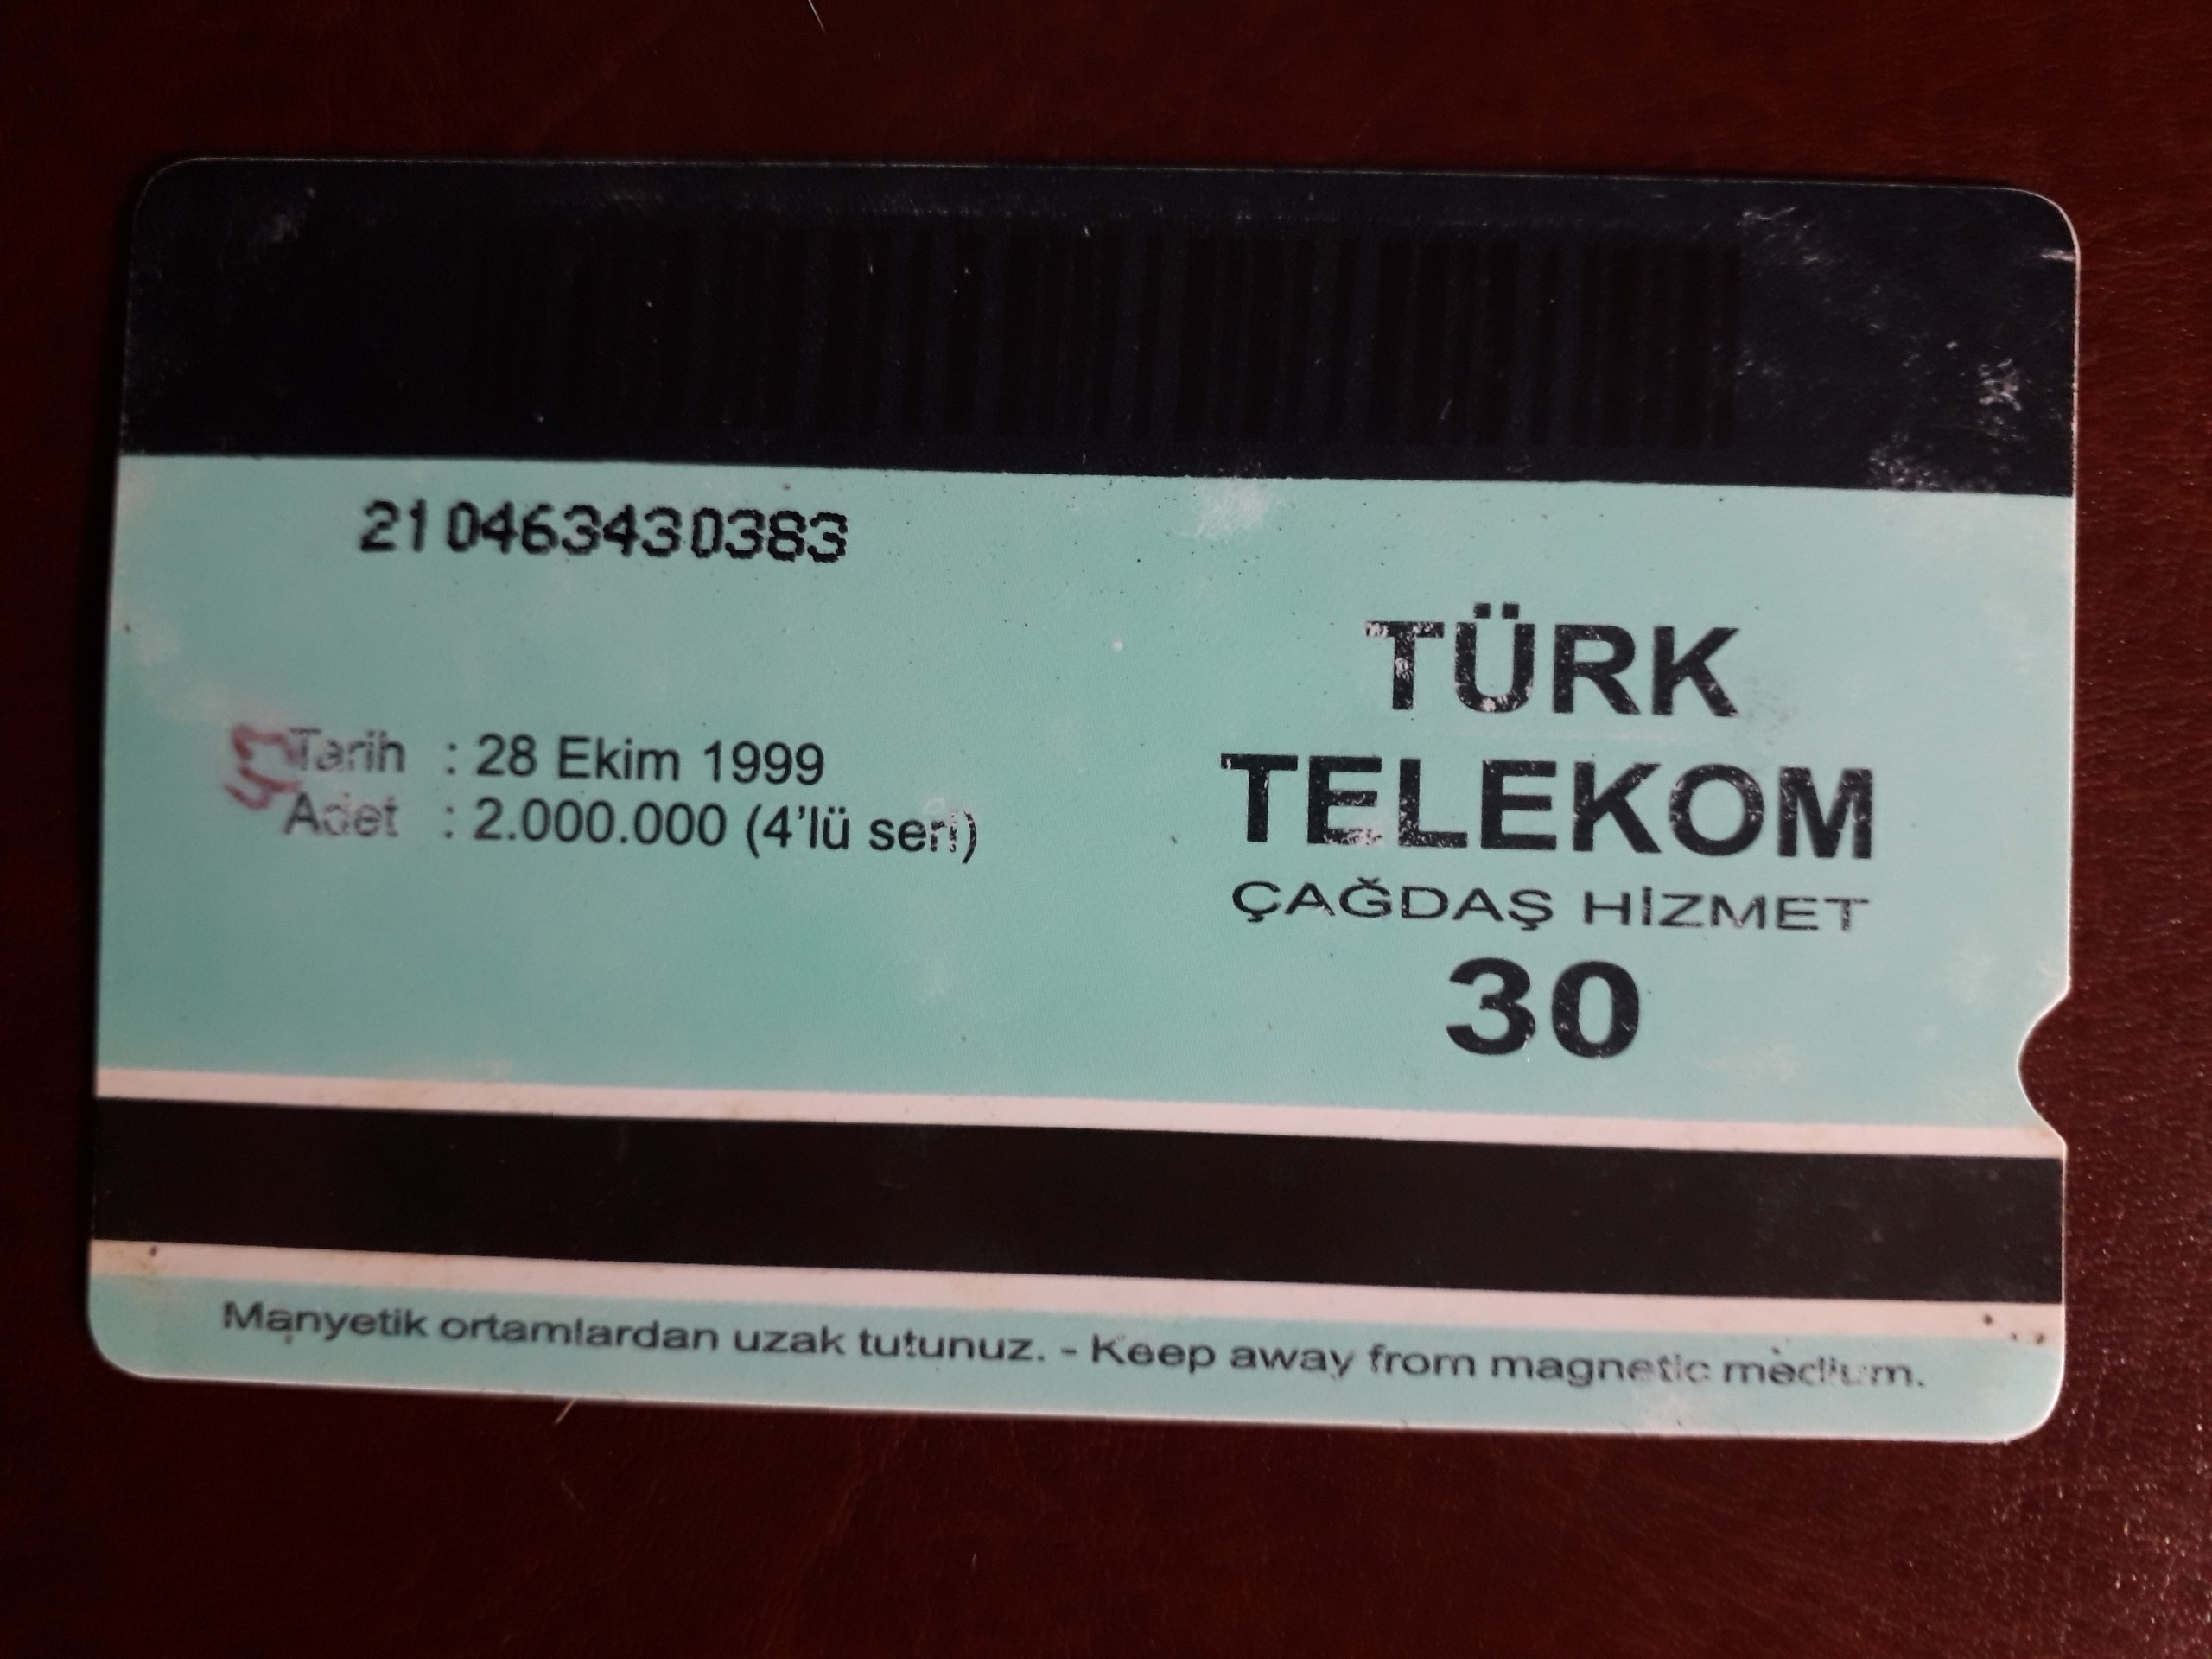 210463430383
Tarih : 28 Ekim 1999
Adet : 2.000.000 (4'lü seri)
TÜRK
TELEKOM
ÇAĞDAŞ HİZMET
30
Manyetik ortamlardan uzak tutunuz. - Keep away from magnetic medium.